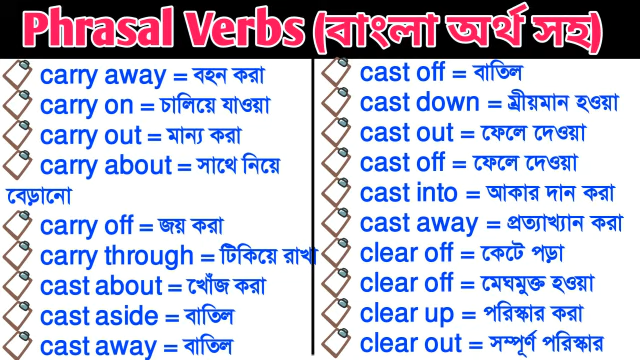 Phrasal Verbs (বাংলা অর্থ সহ)
carry away = বহন করা
carry on = চালিয়ে যাওয়া
carry out = মান্য করা
carry about = সাথে নিয়ে
বেড়ানো
carry off = জয় করা
carry through = টিকিয়ে রাখা
cast about = খোঁজ করা
cast aside = বাতিল
cast away = বাতিল
cast off = বাতিল
cast down = ম্রীয়মান হওয়া
cast out = ফেলে দেওয়া
cast off = ফেলে দেওয়া
cast into = আকার দান করা
cast away = প্রত্যাখ্যান করা
clear off = কেটে পড়া
clear off = মেঘমুক্ত হওয়া
clear up = পরিস্কার করা
clear out = সম্পূর্ণ পরিস্কার